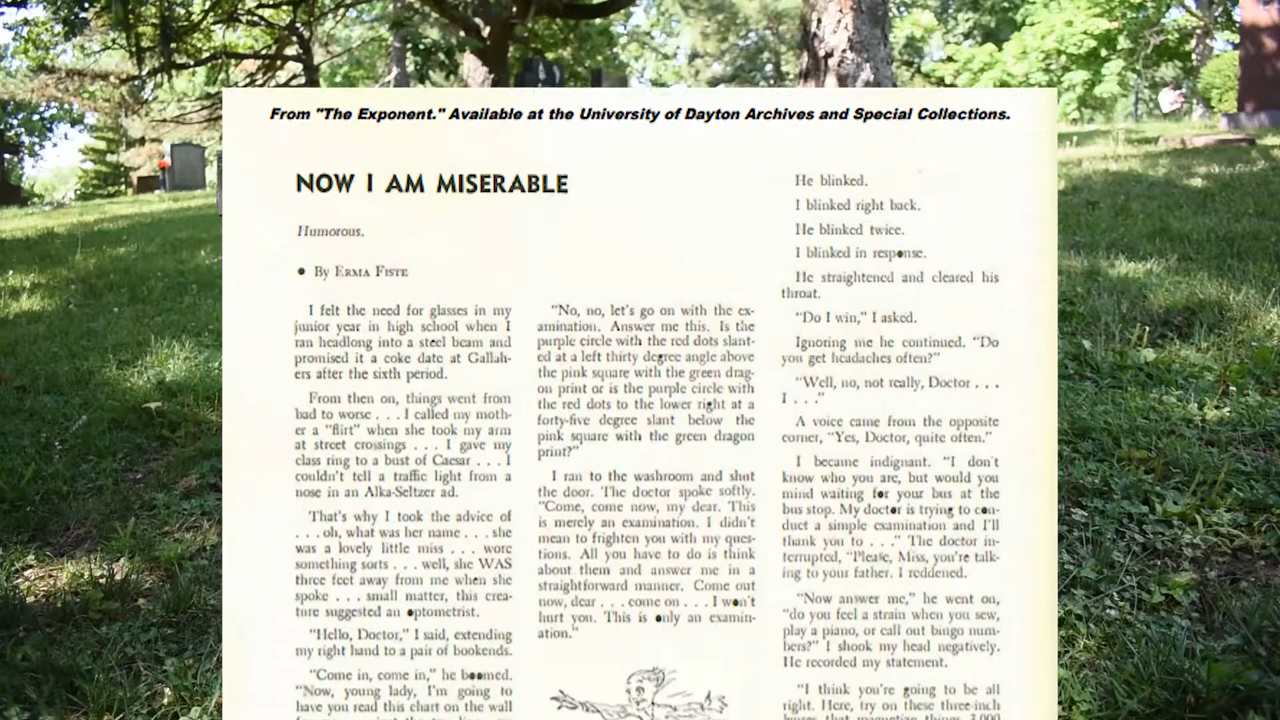 From "The Exponent." Available at the University of Dayton Archives and Special Collections.
NOW I AM MISERABLE
Humorous.
• By ERMA FISTE
I felt the need for glasses in my
junior year in high school when I
ran headlong into a steel beam and
promised it a coke date at Gallah-
ers after the sixth period.
From then on, things went from
bad to worse . . . I called my moth-
er a "flirt" when she took my arm
at street crossings . . . I gave my
class ring to a bust of Caesar . . . I
couldn't tell a traffic light from a
nose in an Alka-Seltzer ad.
That's why I took the advice of
. . . oh, what was her name . . . she
was a lovely little miss . . . wore
something sorts . . . well, she WAS
three feet away from me when she
spoke . . . small matter, this crea-
ture suggested an optometrist.
"Hello, Doctor," I said, extending
my right hand to a pair of bookends.
"Come in, come in," he boomed.
"Now, young lady, I'm going to
have you read this chart on the wall
"No, no, let's go on with the ex-
amination. Answer me this. Is the
purple circle with the red dots slant-
ed at a left thirty degree angle above
the pink square with the green drag-
on print or is the purple circle with
the red dots to the lower right at a
forty-five degree slant below the
pink square with the green dragon
print?"
I ran to the washroom and shut
the door. The doctor spoke softly.
"Come, come now, my dear. This
is merely an examination. I didn't
mean to frighten you with my ques-
tions. All you have to do is think
about them and answer me in a
straightforward manner. Come out
now, dear . . . come on . . . I won't
hurt you. This is only an examin-
ation."
He blinked.
I blinked right back.
He blinked twice.
I blinked in response.
He straightened and cleared his
throat.
"Do I win," I asked.
Ignoring me he continued. "Do
you get headaches often?"
"Well, no, not really, Doctor . . .
I . . ."
A voice came from the opposite
corner, "Yes, Doctor, quite often."
I became indignant. "I don't
know who you are, but would you
mind waiting for your bus at the
bus stop. My doctor is trying to con-
duct a simple examination and I'll
thank you to . . ." The doctor in-
terrupted, "Please, Miss, you're talk-
ing to your father. I reddened.
"Now answer me," he went on,
"do you feel a strain when you sew,
play a piano, or call out bingo num-
bers?" I shook my head negatively.
He recorded my statement.
"I think you're going to be all
right. Here, try on these three-inch